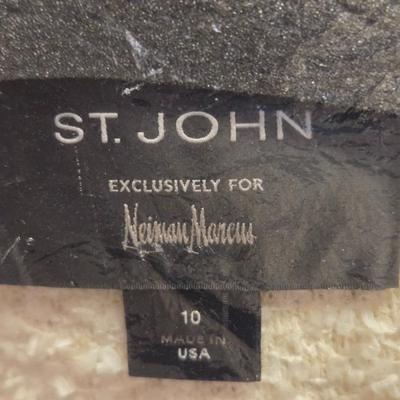 ST. JOHN
EXCLUSIVELY FOR
Neiman Marcus
10
MADE IN
USA